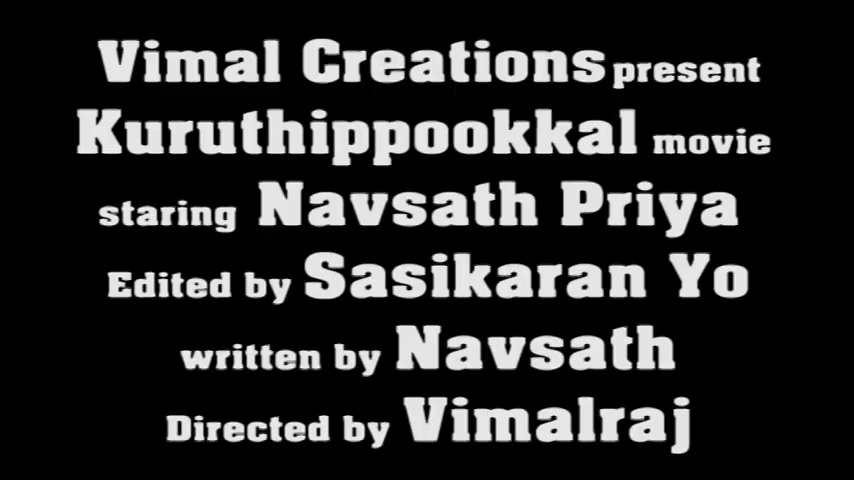 Vimal Creations present
Kuruthippookkal movie
staring Navsath Priya
Edited by Sasikaran Yo
written by Navsath
Directed by Vimalraj